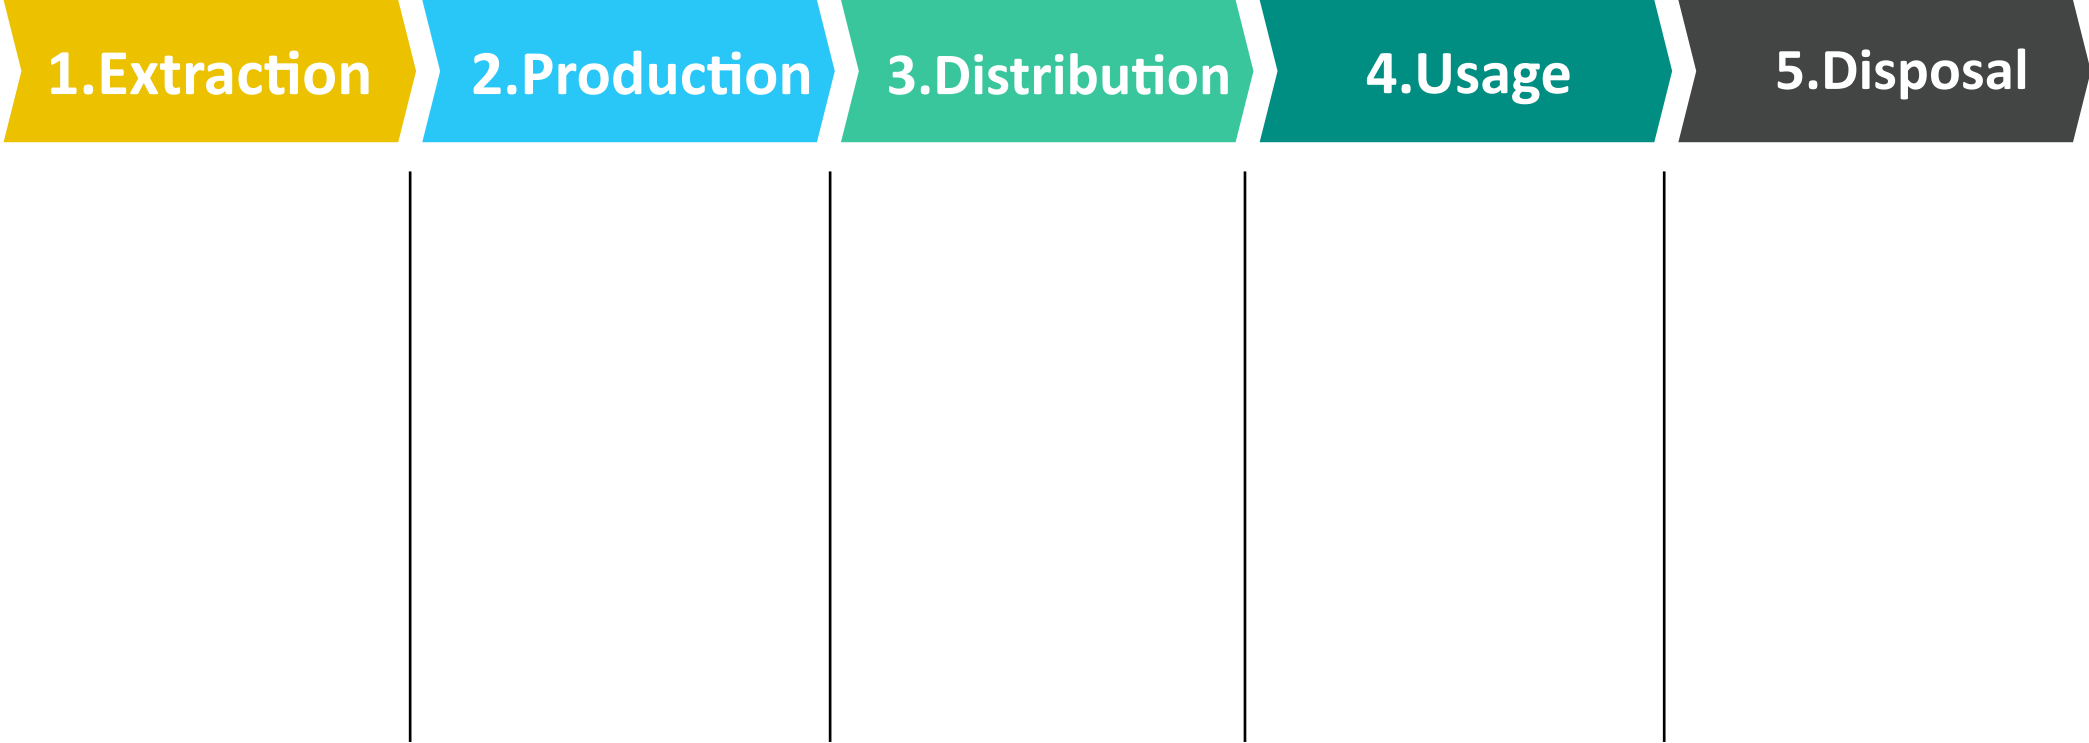 1.Extraction
2.Production
3.Distribution
4.Usage
5.Disposal